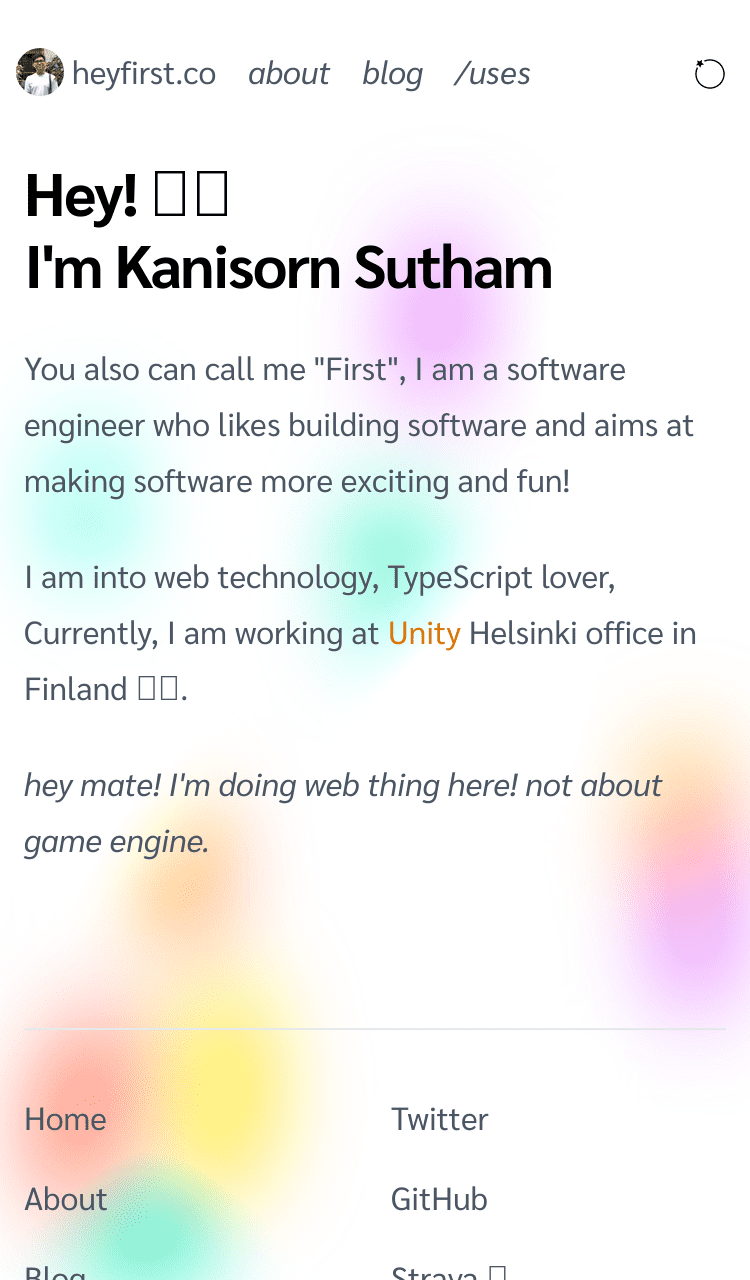 heyfirst.co about blog /uses
Hey! 
I'm Kanisorn Sutham
You also can call me "First", I am a software
engineer who likes building software and aims at
making software more exciting and fun!
I am into web technology, TypeScript lover,
Currently, I am working at Unity Helsinki office in
Finland .
hey mate! I'm doing web thing here! not about
game engine.
Home
Twitter
About
GitHub
Blog
Strava